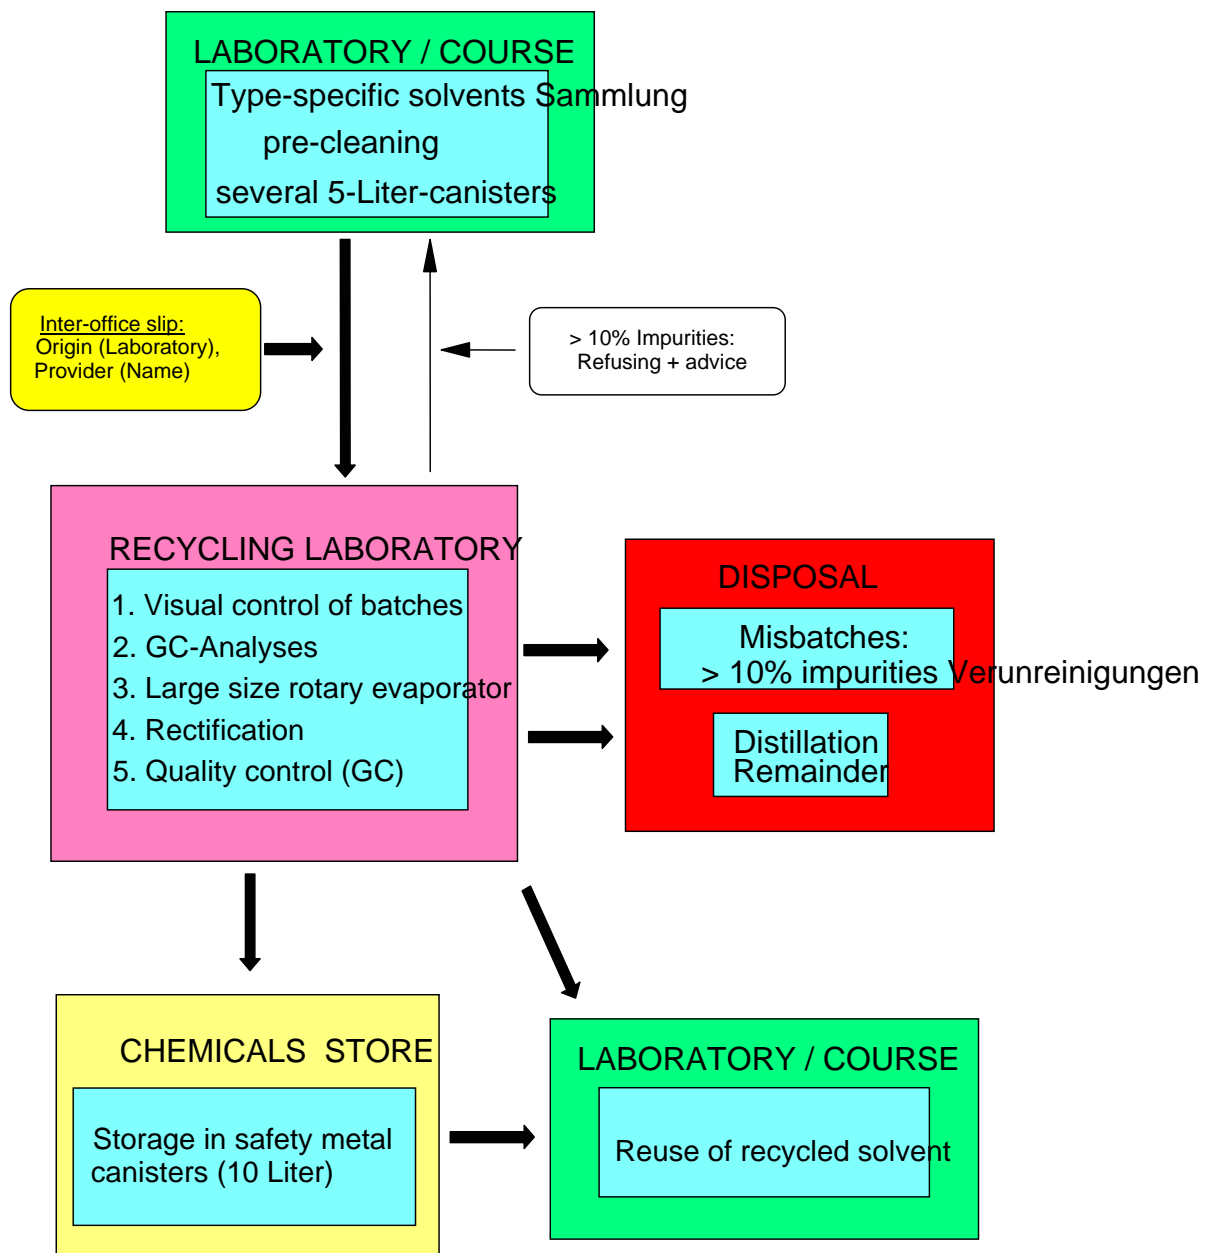 LABORATORY / COURSE
Type-specific solvents Sammlung
pre-cleaning
several 5-Liter-canisters
Inter-office slip:
Origin (Laboratory),
Provider (Name)
> 10% Impurities:
Refusing + advice
RECYCLING LABORATORY
1. Visual control of batches
2. GC-Analyses
3. Large size rotary evaporator
4. Rectification
5. Quality control (GC)
DISPOSAL
Misbatches:
> 10% impurities Verunreinigungen
Distillation
Remainder
CHEMICALS STORE
Storage in safety metal
canisters (10 Liter)
LABORATORY / COURSE
Reuse of recycled solvent